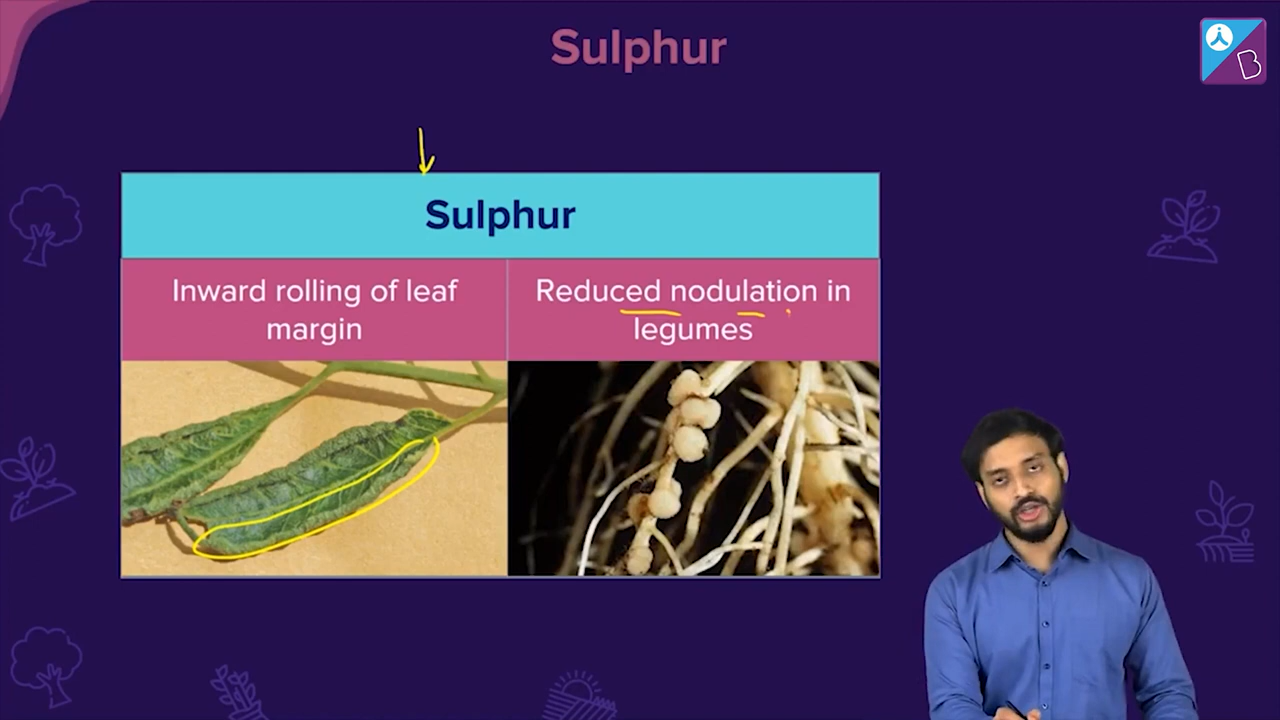 Sulphur
Sulphur
Inward rolling of leaf
margin
Reduced nodulation in
legumes
B